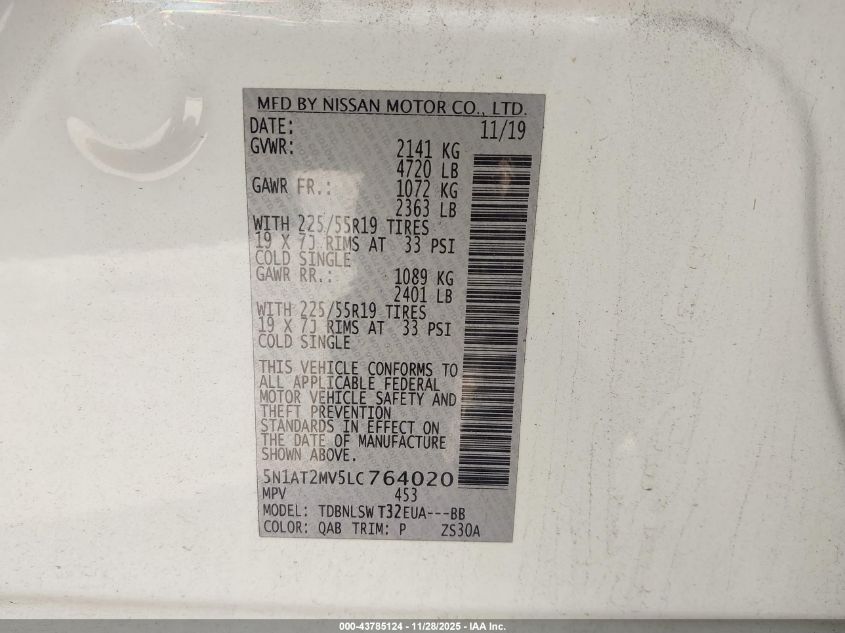 MFD BY NISSAN MOTOR CO., LTD.
DATE: 11/19
GVWR: 2141 KG
4720 LB
GAWR FR.: 1072 KG
2363 LB
WITH 225/55R19 TIRES
19 X 7J RIMS AT 33 PSI
COLD SINGLE
GAWR RR.: 1089 KG
2401 LB
WITH 225/55R19 TIRES
19 X 7J RIMS AT 33 PSI
COLD SINGLE
THIS VEHICLE CONFORMS TO
ALL APPLICABLE FEDERAL
MOTOR VEHICLE SAFETY AND
THEFT PREVENTION
STANDARDS IN EFFECT ON
THE DATE OF MANUFACTURE
SHOWN ABOVE.
5N1AT2MV5LC764020
MPV 453
MODEL: TDBNLSW T32EUA---BB
COLOR: QAB TRIM: P ZS30A
000-43785124 - 11/28/2025 - IAA Inc.